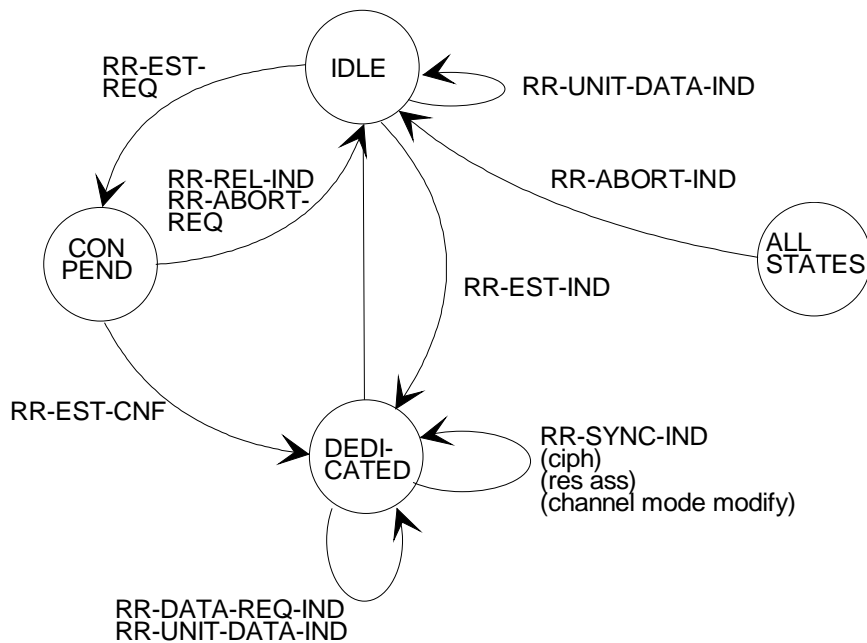 IDLE
RR-EST-
REQ
RR-UNIT-DATA-IND
RR-REL-IND
RR-ABORT-
REQ
RR-ABORT-IND
CON
PEND
ALL
STATES
RR-EST-IND
RR-EST-CNF
DEDI-
CATED
RR-SYNC-IND
(ciph)
(res ass)
(channel mode modify)
RR-DATA-REQ-IND
RR-UNIT-DATA-IND